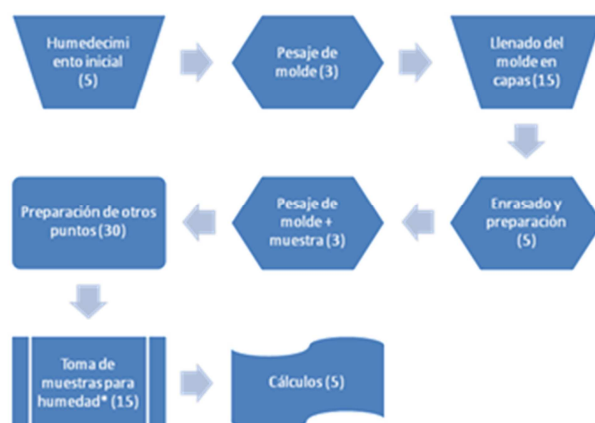 Humedecimi
ento inicial
(5)
Pesaje de
molde (3)
Llenado del
molde en
capas (15)
Enrasado y
preparación
(5)
Pesaje de
molde +
muestra (3)
Preparación de otros
puntos (30)
Toma de
muestras para
humedad* (15)
Cálculos (5)